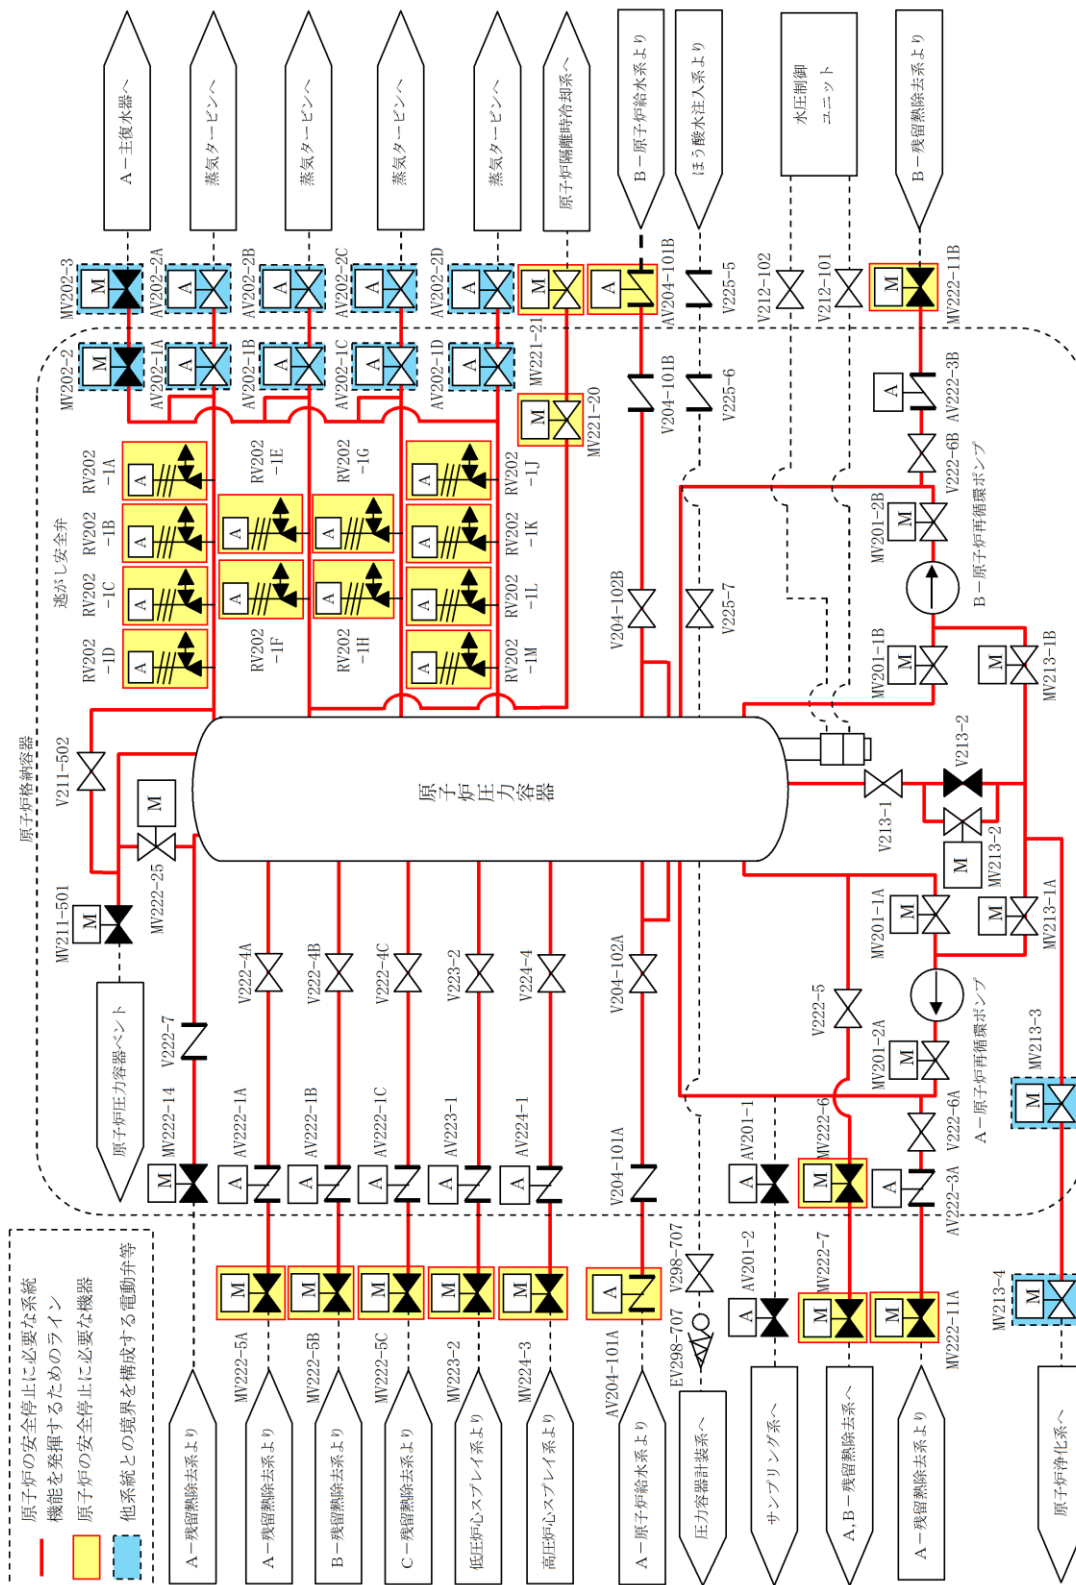 原子炉の安全停止に必要な系統
機能を発揮するためのライン
原子炉の安全停止に必要な機器
他系統との境界を構成する電動弁等
原子炉格納容器
逃がし安全弁
原子炉圧力容器
A－主復水器へ
蒸気タービンへ
蒸気タービンへ
蒸気タービンへ
蒸気タービンへ
原子炉隔離時冷却系へ
B－原子炉給水系より
ほう酸水注入系より
水圧制御
ユニット
B－残留熱除去系より
MV202-3
AV202-2A
AV202-2B
AV202-2C
AV202-2D
MV221-21
AV204-101B
V225-5
V212-102
V212-101
MV222-11B
MV202-2
AV202-1A
AV202-1B
AV202-1C
AV202-1D
MV221-20
V204-101B
V225-6
AV222-3B
V222-6B
RV202
-1A
RV202
-1B
RV202
-1C
RV202
-1D
RV202
-1E
RV202
-1F
RV202
-1G
RV202
-1H
RV202
-1J
RV202
-1K
RV202
-1L
RV202
-1M
V204-102B
V225-7
MV201-2B
B－原子炉再循環ポンプ
MV201-1B
MV213-1B
V211-502
MV211-501
MV222-25
V213-1
V213-2
MV213-2
原子炉圧力容器ベント
MV222-14
V222-7
V222-4A
V222-4B
V222-4C
V223-2
V224-4
V204-102A
V222-5
MV201-1A
MV213-1A
MV201-2A
A－原子炉再循環ポンプ
MV213-3
AV222-1A
AV222-1B
AV222-1C
AV223-1
AV224-1
V204-101A
AV201-1
MV222-6
AV222-3A
V222-6A
MV222-5A
MV222-5B
MV222-5C
MV223-2
MV224-3
AV204-101A
EV298-707
V298-707
AV201-2
MV222-7
MV222-11A
MV213-4
A－残留熱除去系より
A－残留熱除去系より
B－残留熱除去系より
C－残留熱除去系より
低圧炉心スプレイ系より
高圧炉心スプレイ系より
A－原子炉給水系より
圧力容器計装系へ
サンプリング系へ
A,B－残留熱除去系へ
A－残留熱除去系より
原子炉浄化系へ
M
A
A
A
A
M
A
M
M
A
A
A
A
M
A
A
A
A
A
A
A
A
A
A
A
A
A
M
M
M
M
M
M
M
M
M
M
M
M
A
A
A
A
A
A
M
A
M
M
M
M
M
M
A
A
M
M
M